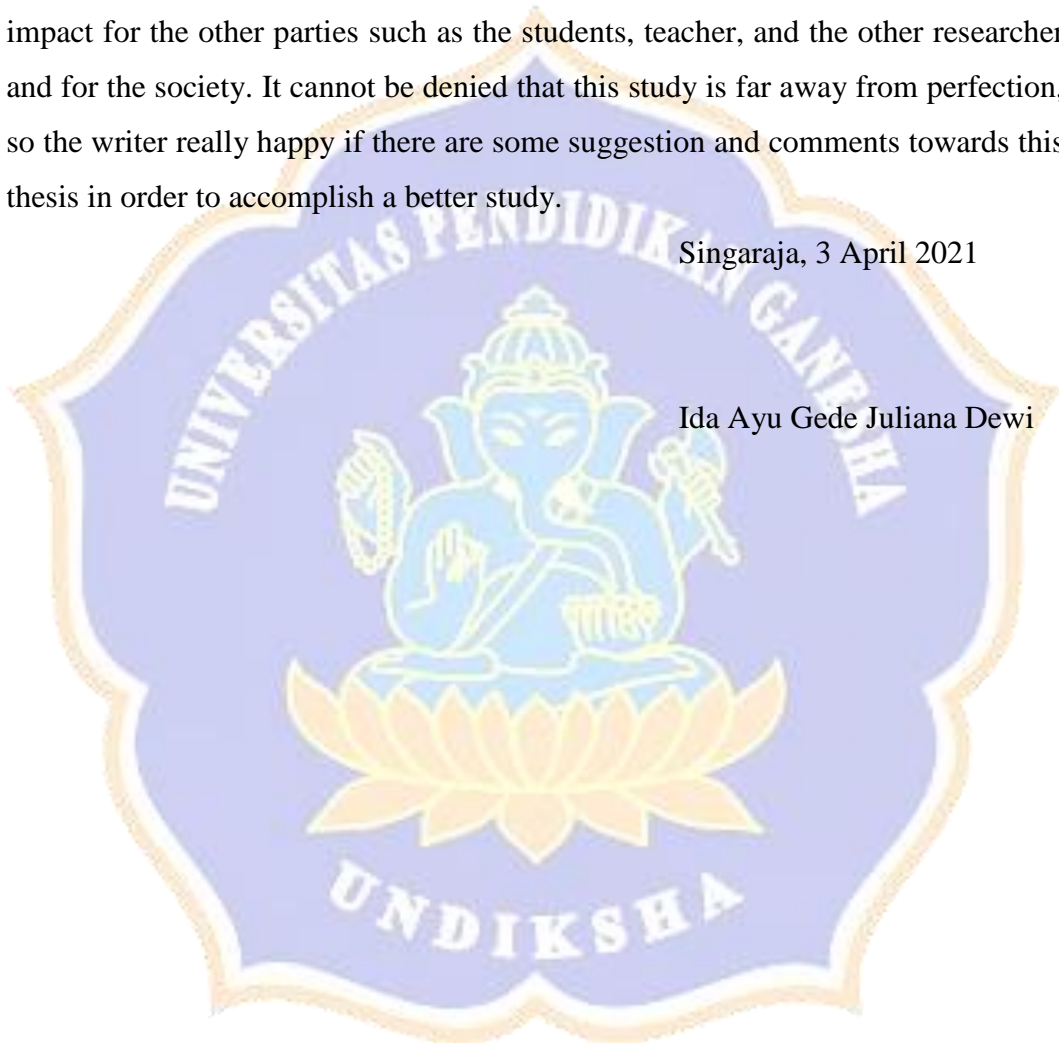 impact for the other parties such as the students, teacher, and the other researcher
and for the society. It cannot be denied that this study is far away from perfection,
so the writer really happy if there are some suggestion and comments towards this
thesis in order to accomplish a better study.
Singaraja, 3 April 2021
Ida Ayu Gede Juliana Dewi
UNIVERSITAS PENDIDIKAN GANESHA
UNDIKSHA